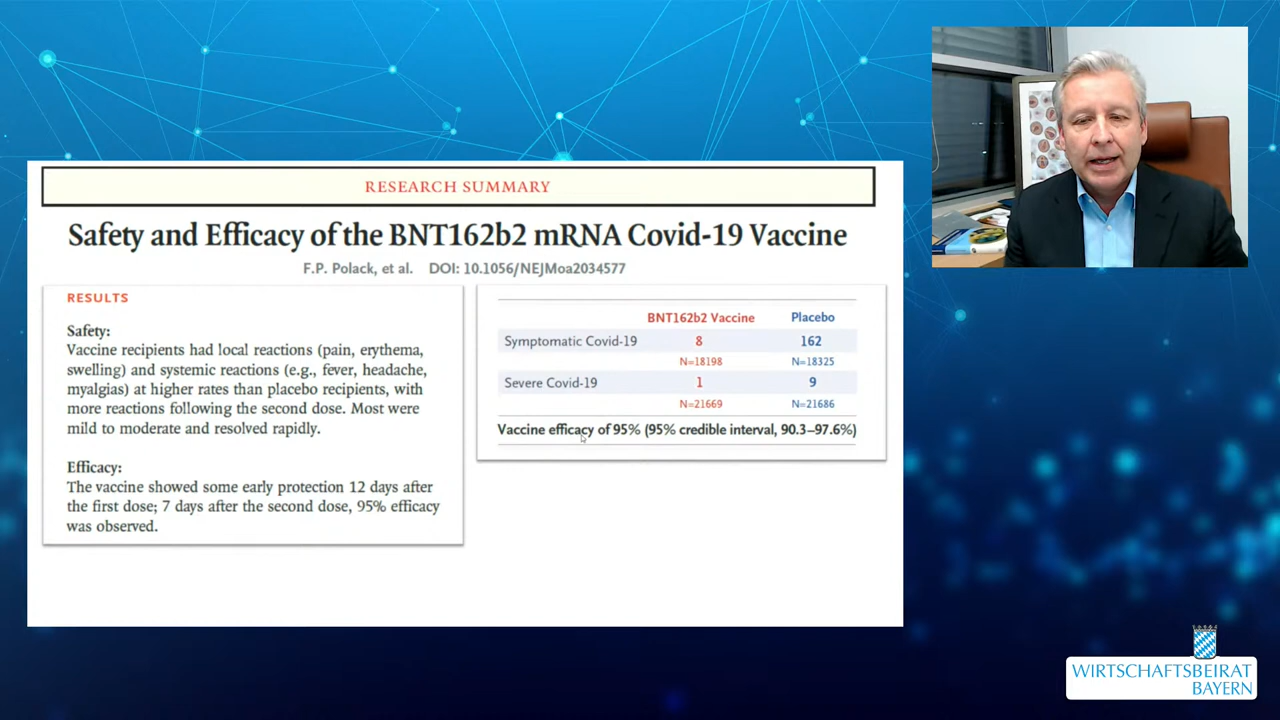 RESEARCH SUMMARY
Safety and Efficacy of the BNT162b2 mRNA Covid-19 Vaccine
F.P. Polack, et al. DOI: 10.1056/NEJMoa2034577
RESULTS
Safety:
Vaccine recipients had local reactions (pain, erythema,
swelling) and systemic reactions (e.g., fever, headache,
myalgias) at higher rates than placebo recipients, with
more reactions following the second dose. Most were
mild to moderate and resolved rapidly.
Efficacy:
The vaccine showed some early protection 12 days after
the first dose; 7 days after the second dose, 95% efficacy
was observed.
BNT162b2 Vaccine Placebo
Symptomatic Covid-19 8 162
N=18198 N=18325
Severe Covid-19 1 9
N=21669 N=21686
Vaccine efficacy of 95% (95% credible interval, 90.3–97.6%)
WIRTSCHAFTSBEIRAT
BAYERN